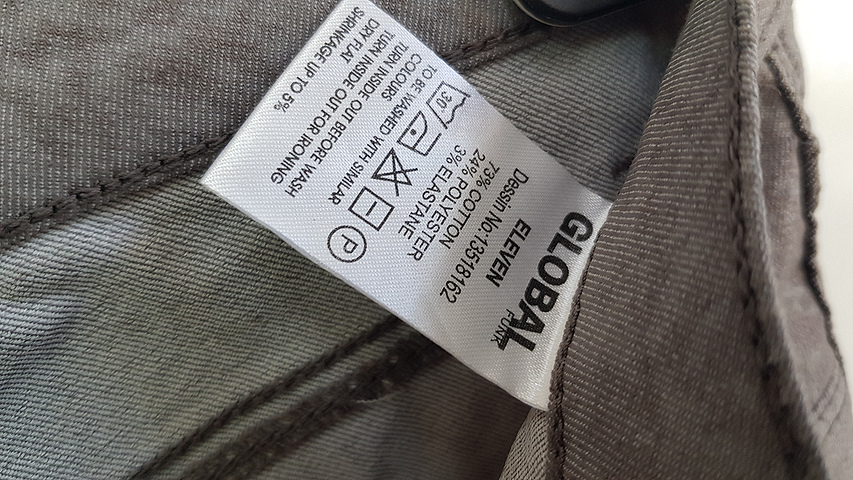 GLOBAL
FUNK
ELEVEN
Dessin No:13518162
73% COTTON
24% POLYESTER
3% ELASTANE
30
P
TO BE WASHED WITH SIMILAR
COLOURS
TURN INSIDE OUT BEFORE WASH
TURN INSIDE OUT FOR IRONING
DRY FLAT
SHRINKAGE UP TO 5%